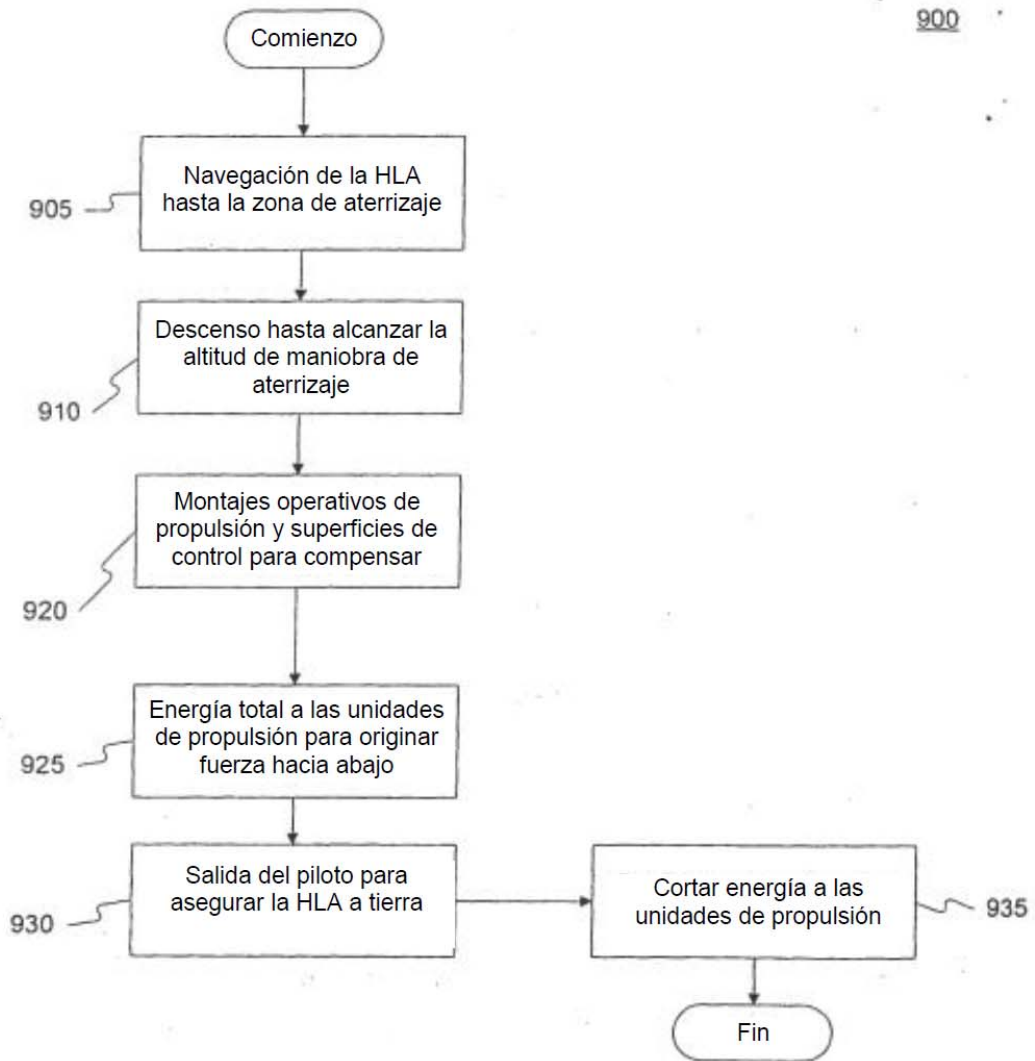 900
Comienzo
Navegación de la HLA
hasta la zona de aterrizaje
905
Descenso hasta alcanzar la
altitud de maniobra de
aterrizaje
910
Montajes operativos de
propulsión y superficies de
control para compensar
920
Energía total a las unidades
de propulsión para originar
fuerza hacia abajo
925
Salida del piloto para
asegurar la HLA a tierra
930
Cortar energía a las
unidades de propulsión
935
Fin